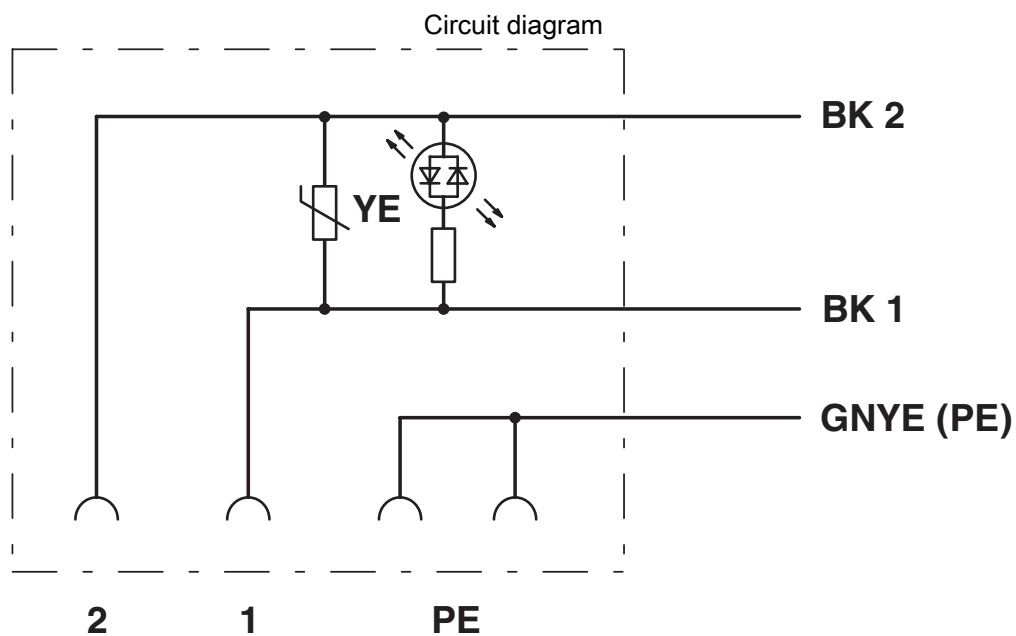 Circuit diagram
BK 2
YE
BK 1
GNYE (PE)
2 1 PE